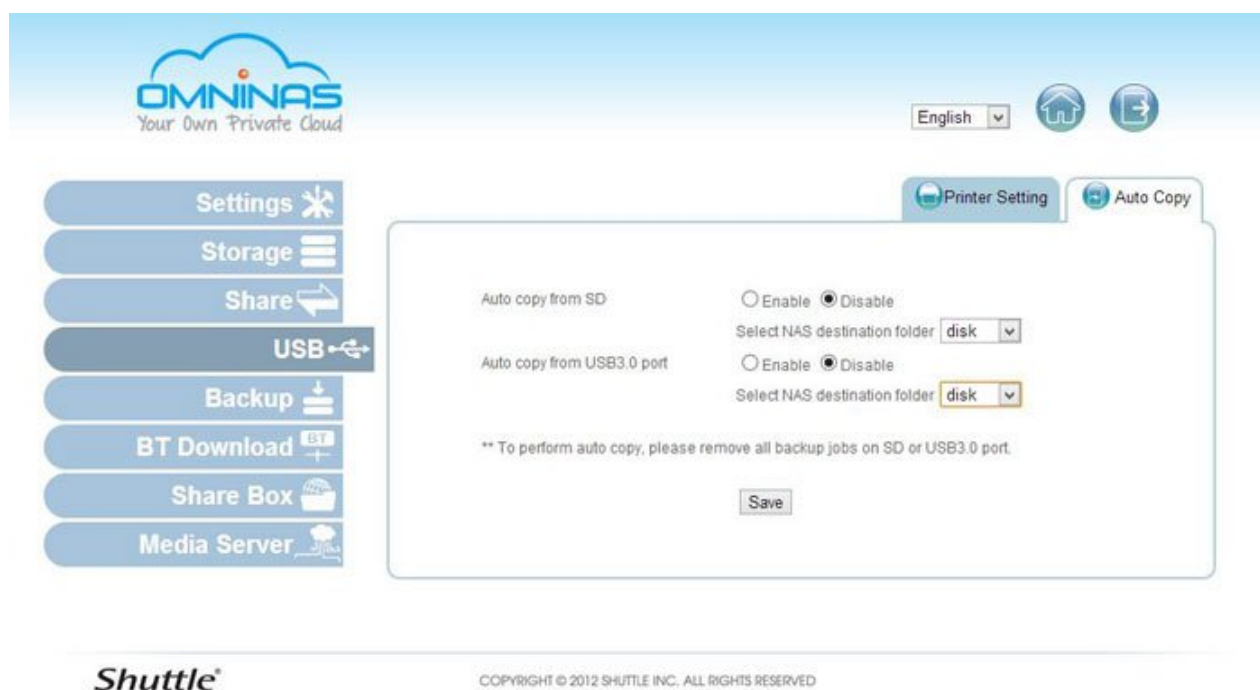 OMNINAS
Your Own Private Cloud
English
Settings
Storage
Share
USB
Backup
BT Download
BT
Share Box
Media Server
Printer Setting
Auto Copy
Auto copy from SD
Enable Disable
Select NAS destination folder disk
Auto copy from USB3.0 port
Enable Disable
Select NAS destination folder disk
** To perform auto copy, please remove all backup jobs on SD or USB3.0 port.
Save
Shuttle®
COPYRIGHT © 2012 SHUTTLE INC. ALL RIGHTS RESERVED